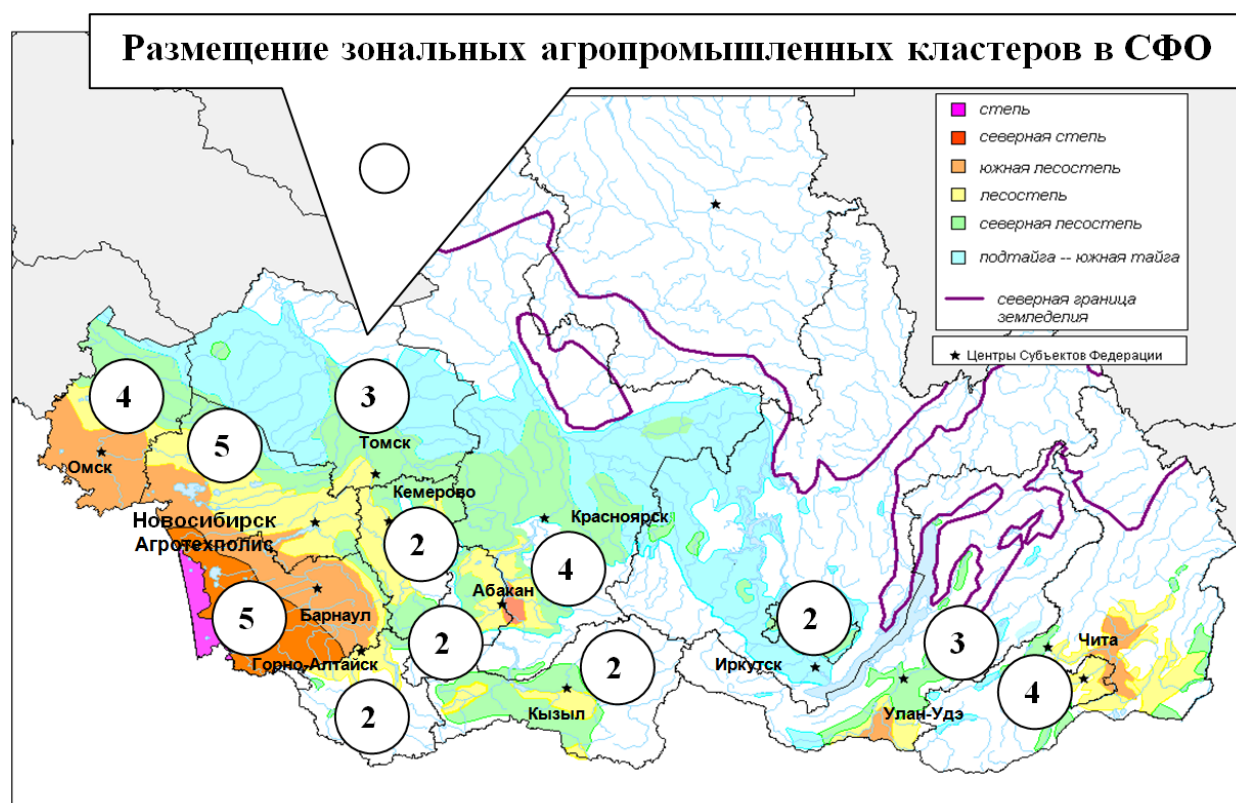 Размещение зональных агропромышленных кластеров в СФО
степь
северная степь
южная лесостепь
лесостепь
северная лесостепь
подтайга -- южная тайга
северная граница
земледелия
Центры Субъектов Федерации
4
3
5
Томск
Омск
Кемерово
Новосибирск
Красноярск
Агротехполис
2
4
Абакан
Барнаул
5
2
2
2
3
Чита
Горно-Алтайск
Иркутск
4
2
Кызыл
Улан-Удэ